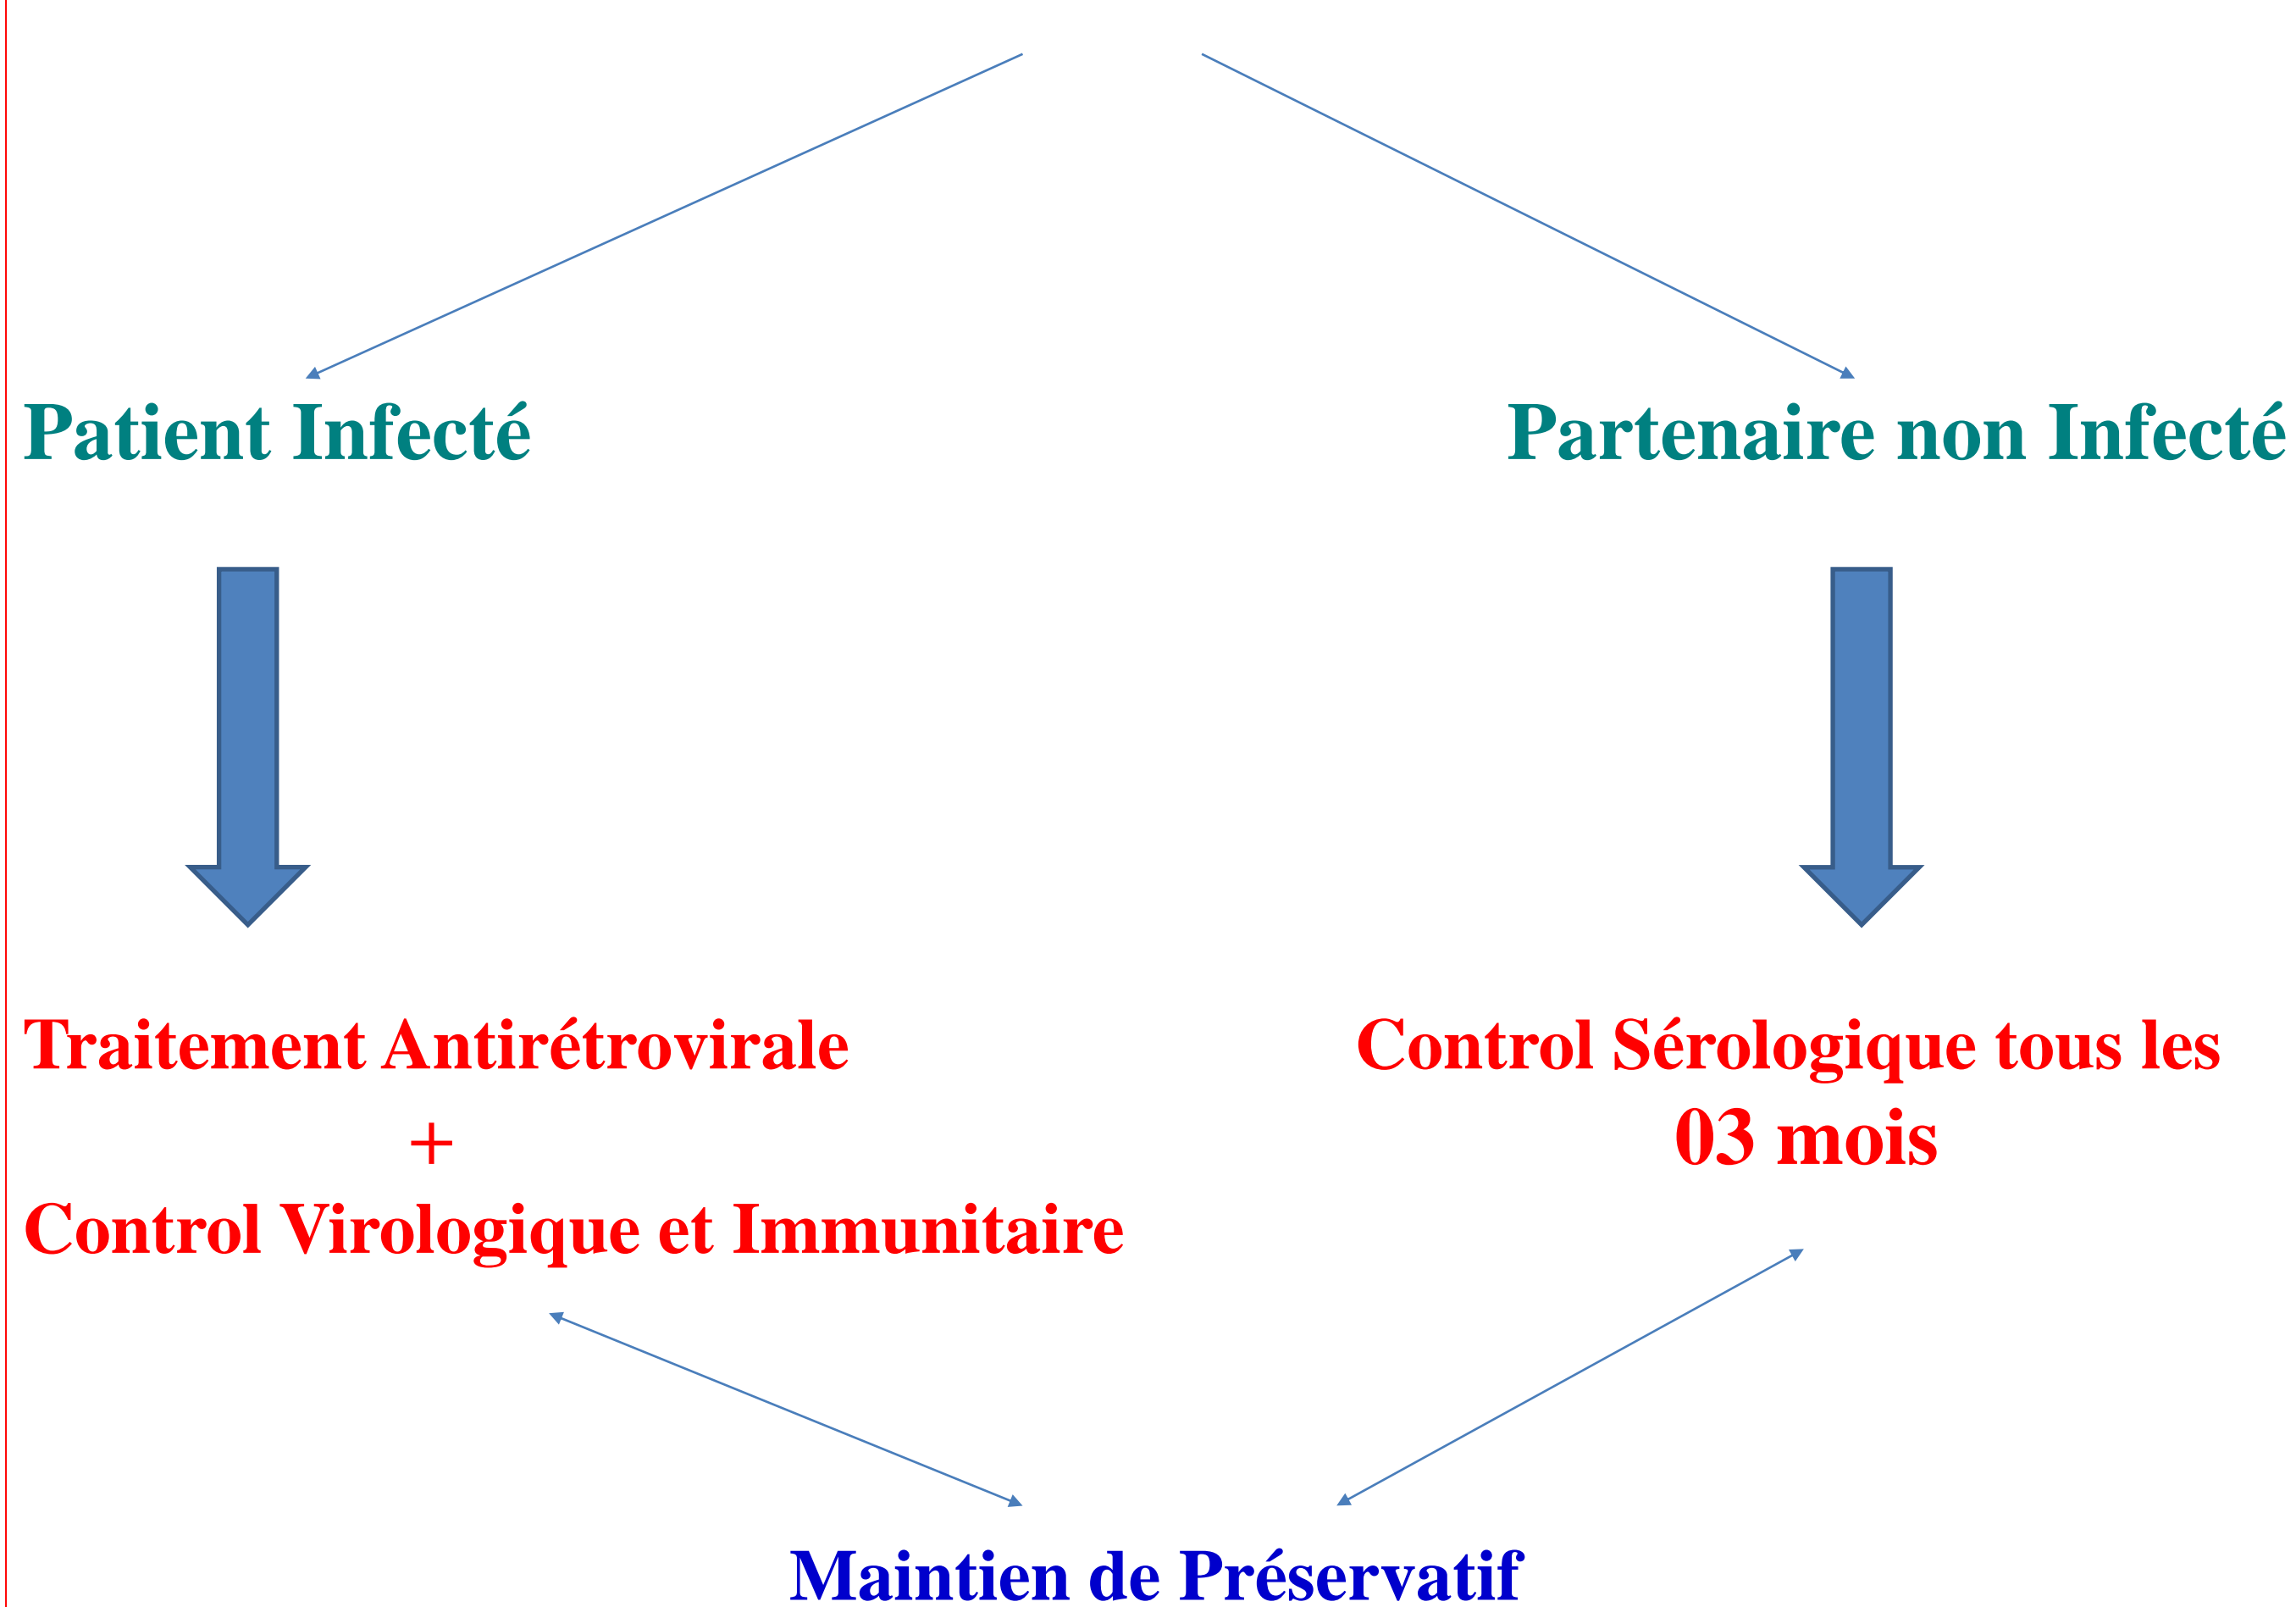 Patient Infecté
Partenaire non Infecté
Traitement Antirétrovirale
+
Control Virologique et Immunitaire
Control Sérologique tous les
03 mois
Maintien de Préservatif